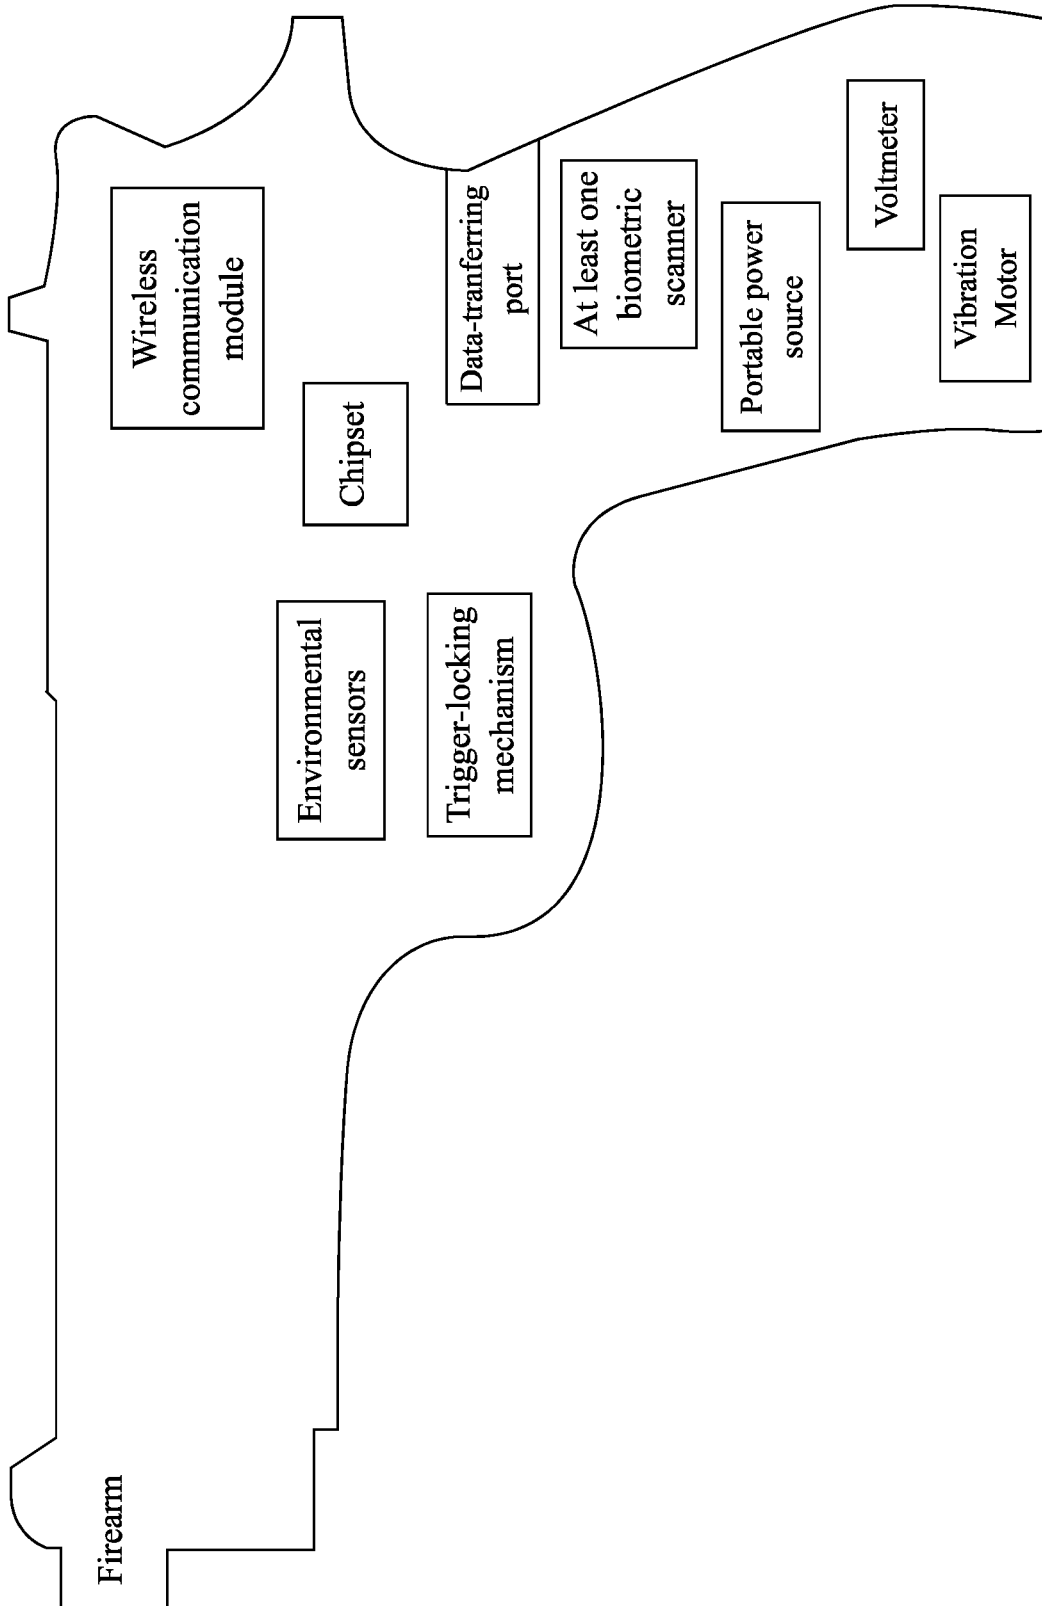 Firearm
Environmental
sensors
Trigger-locking
mechanism
Chipset
Wireless
communication
module
Data-tranferring
port
At least one
biometric
scanner
Portable power
source
Voltmeter
Vibration
Motor